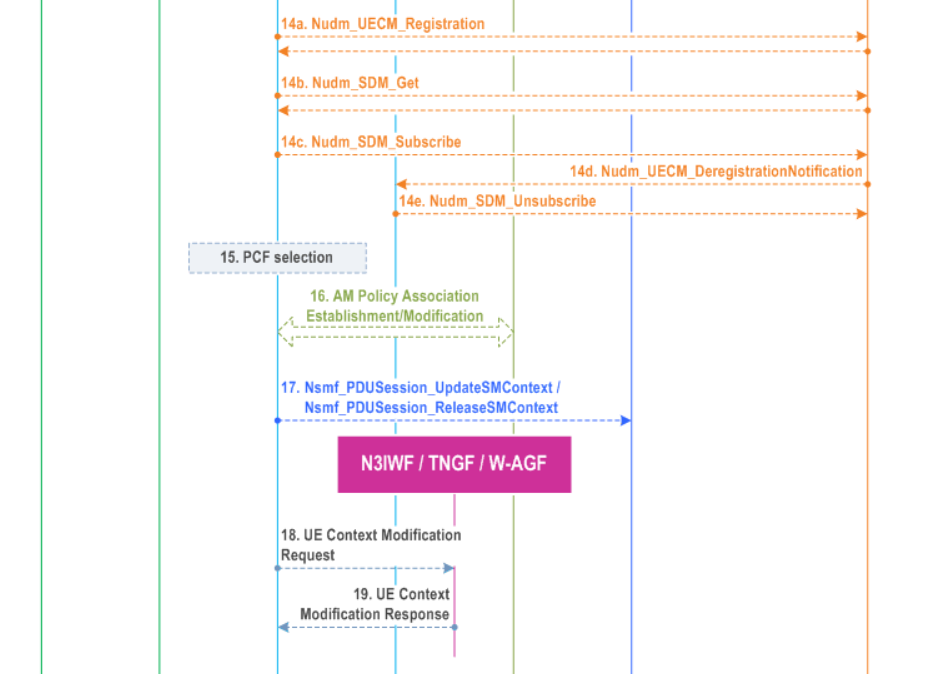 14a. Nudm_UECM_Registration
14b. Nudm_SDM_Get
14c. Nudm_SDM_Subscribe
14d. Nudm_UECM_DeregistrationNotification
14e. Nudm_SDM_Unsubscribe
15. PCF selection
16. AM Policy Association
Establishment/Modification
17. Nsmf_PDUSession_UpdateSMContext /
Nsmf_PDUSession_ReleaseSMContext
N3IWF / TNGF / W-AGF
18. UE Context Modification
Request
19. UE Context
Modification Response